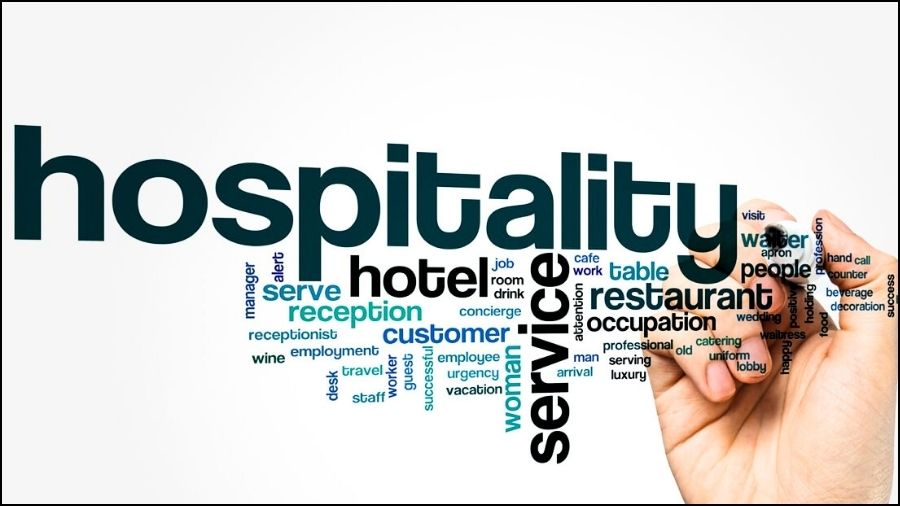 hospitality
visit
waiter
profession
apron
manager
alert
hotel
job
cafe
work
table
people
hand
call
serve
room
drink
service
attention
restaurant
positive
holding
counter
beverage
decoration
success
reception
concierge
occupation
wedding
food
receptionist
customer
waitress
wine
employment
employee
woman
man
professional
old
catering
happy
desk
travel
worker
guest
successful
urgency
arrival
serving
uniform
lobby
staff
vacation
luxury